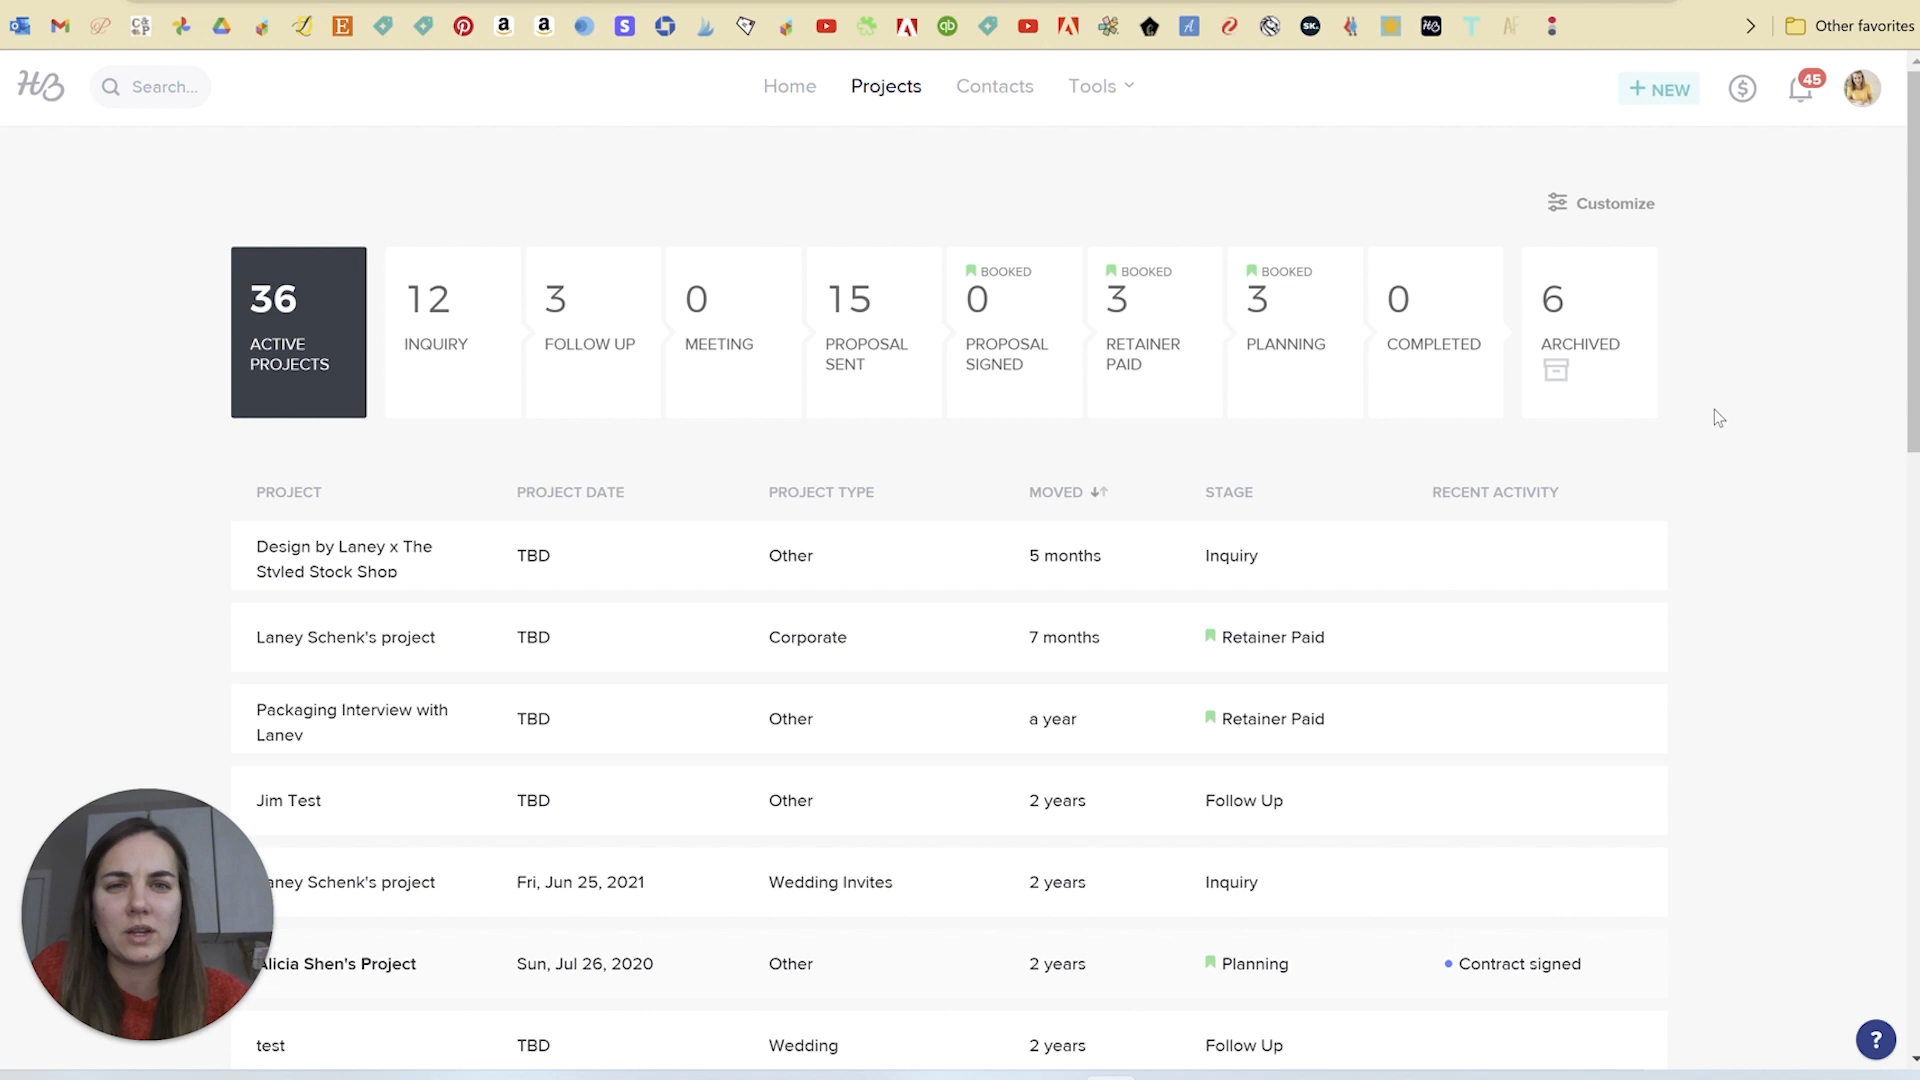 Other favorites
HB
Search...
Home
Projects
Contacts
Tools
+ NEW
45
Customize
36
ACTIVE
PROJECTS
12
INQUIRY
3
FOLLOW UP
0
MEETING
15
PROPOSAL
SENT
BOOKED
0
PROPOSAL
SIGNED
BOOKED
3
RETAINER
PAID
BOOKED
3
PLANNING
0
COMPLETED
6
ARCHIVED
PROJECT
PROJECT DATE
PROJECT TYPE
MOVED
STAGE
RECENT ACTIVITY
Design by Laney x The
Styled Stock Shop
TBD
Other
5 months
Inquiry
Laney Schenk's project
TBD
Corporate
7 months
Retainer Paid
Packaging Interview with
Laney
TBD
Other
a year
Retainer Paid
Jim Test
TBD
Other
2 years
Follow Up
aney Schenk's project
Fri, Jun 25, 2021
Wedding Invites
2 years
Inquiry
Alicia Shen's Project
Sun, Jul 26, 2020
Other
2 years
Planning
Contract signed
test
TBD
Wedding
2 years
Follow Up
?